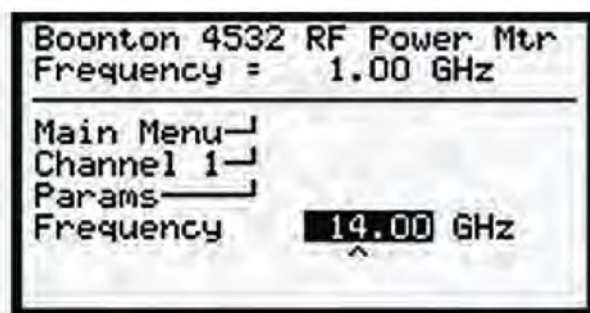 Boonton 4532 RF Power Mtr
Frequency = 1.00 GHz
Main Menu
Channel 1
Params
Frequency 14.00 GHz
^